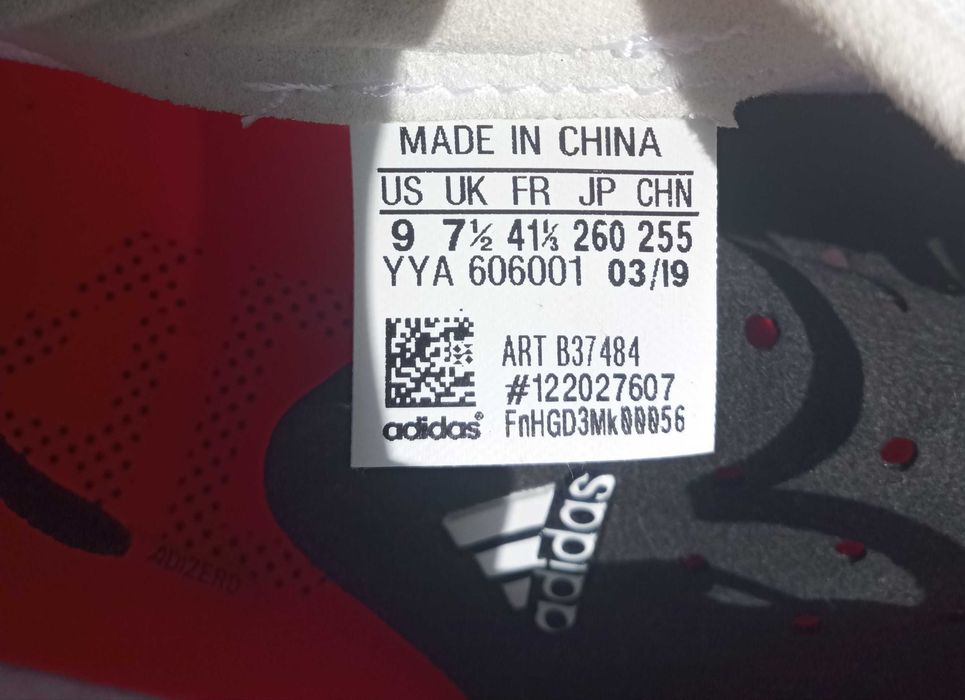 MADE IN CHINA
US UK FR JP CHN
9 7½ 41⅓ 260 255
YYA 606001 03/19
ART B37484
#122027607
adidas® FnHGD3Mk00056
adidas
ADIZERO